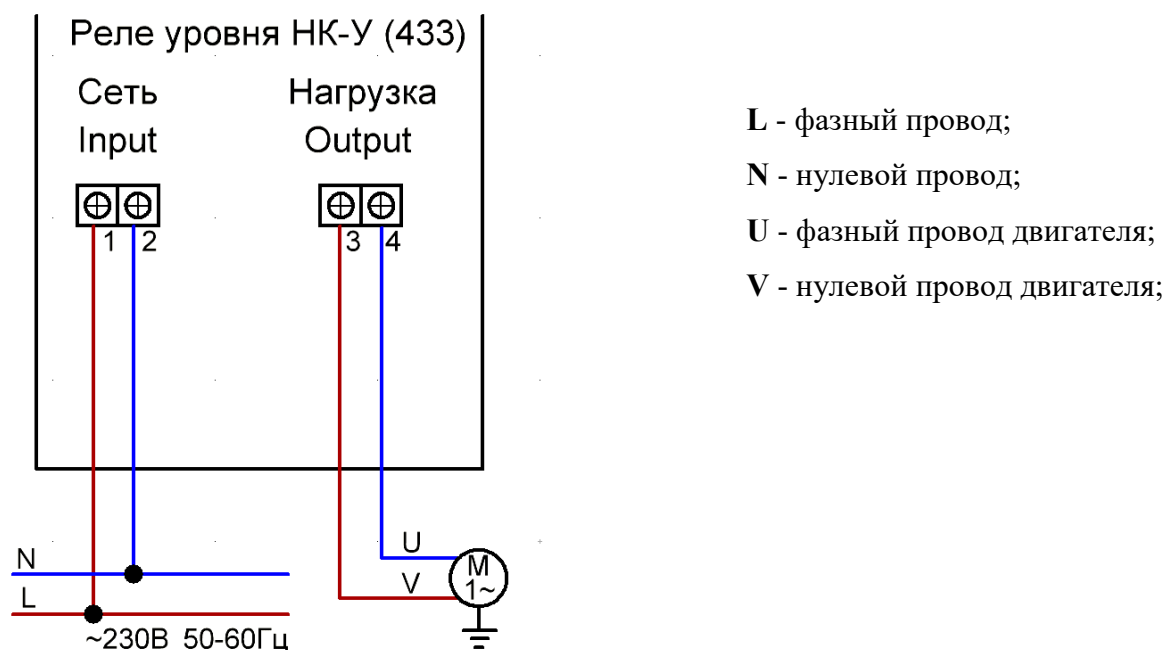 Реле уровня НК-У (433)
Сеть
Input
Нагрузка
Output
1 2
3 4
N
L
~230В 50-60Гц
U
V
M
1~
L - фазный провод;
N - нулевой провод;
U - фазный провод двигателя;
V - нулевой провод двигателя;